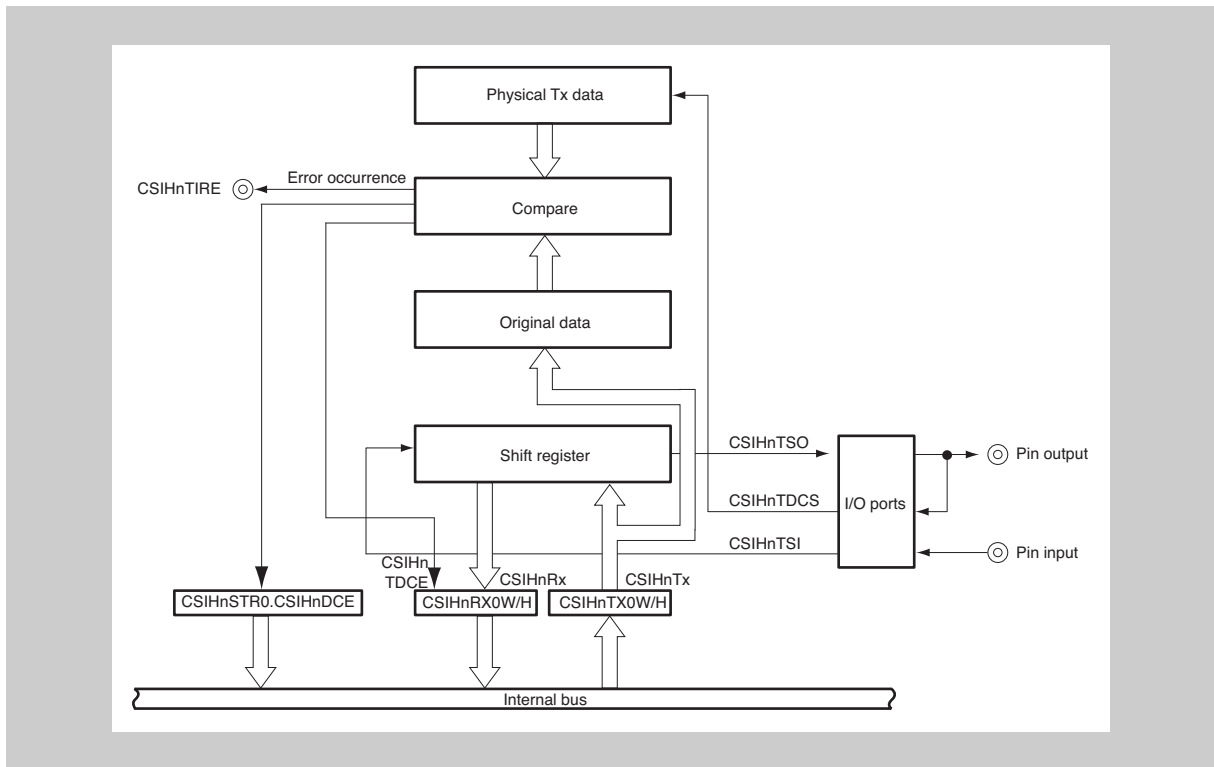 Physical Tx data
CSIHnTIRE
Error occurrence
Compare
Original data
Shift register
CSIHnTSO
Pin output
CSIHnTDCS
I/O ports
CSIHnTSI
Pin input
CSIHn
TDCE
CSIHnRx
CSIHnTx
CSIHnSTR0.CSIHnDCE
CSIHnRX0W/H
CSIHnTX0W/H
Internal bus